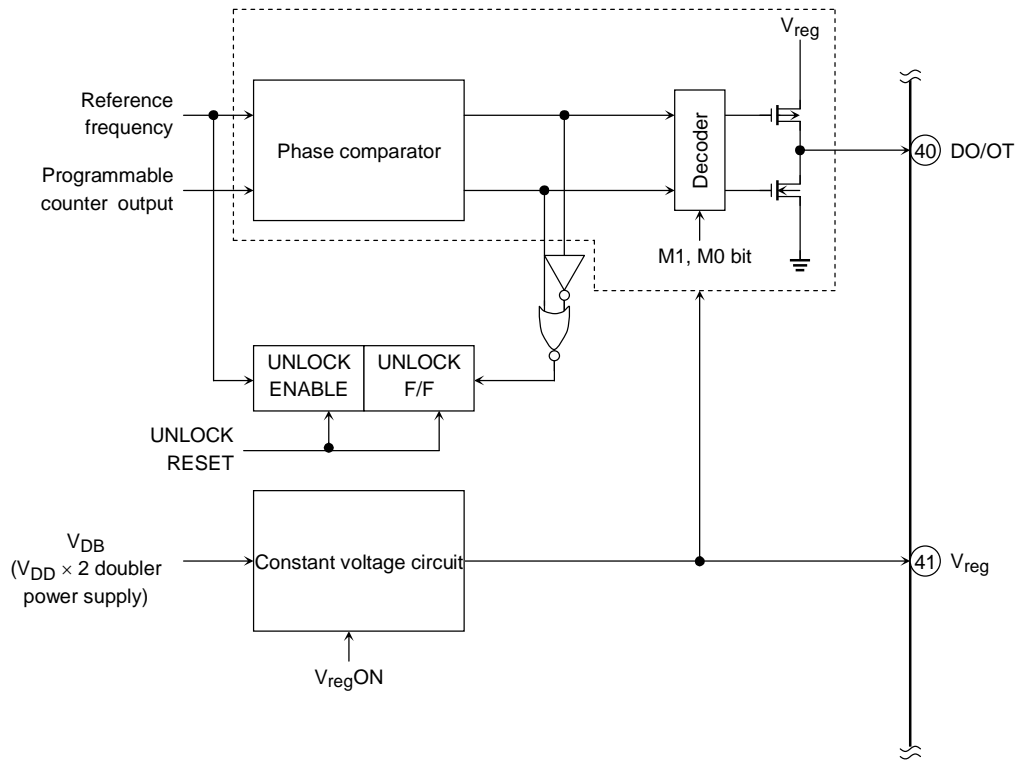 Vreg
Reference
frequency
Phase comparator
Decoder
40 DO/OT
Programmable
counter output
M1, M0 bit
UNLOCK
ENABLE
UNLOCK
F/F
UNLOCK
RESET
VDB
(VDD × 2 doubler
power supply)
Constant voltage circuit
41 Vreg
VregON